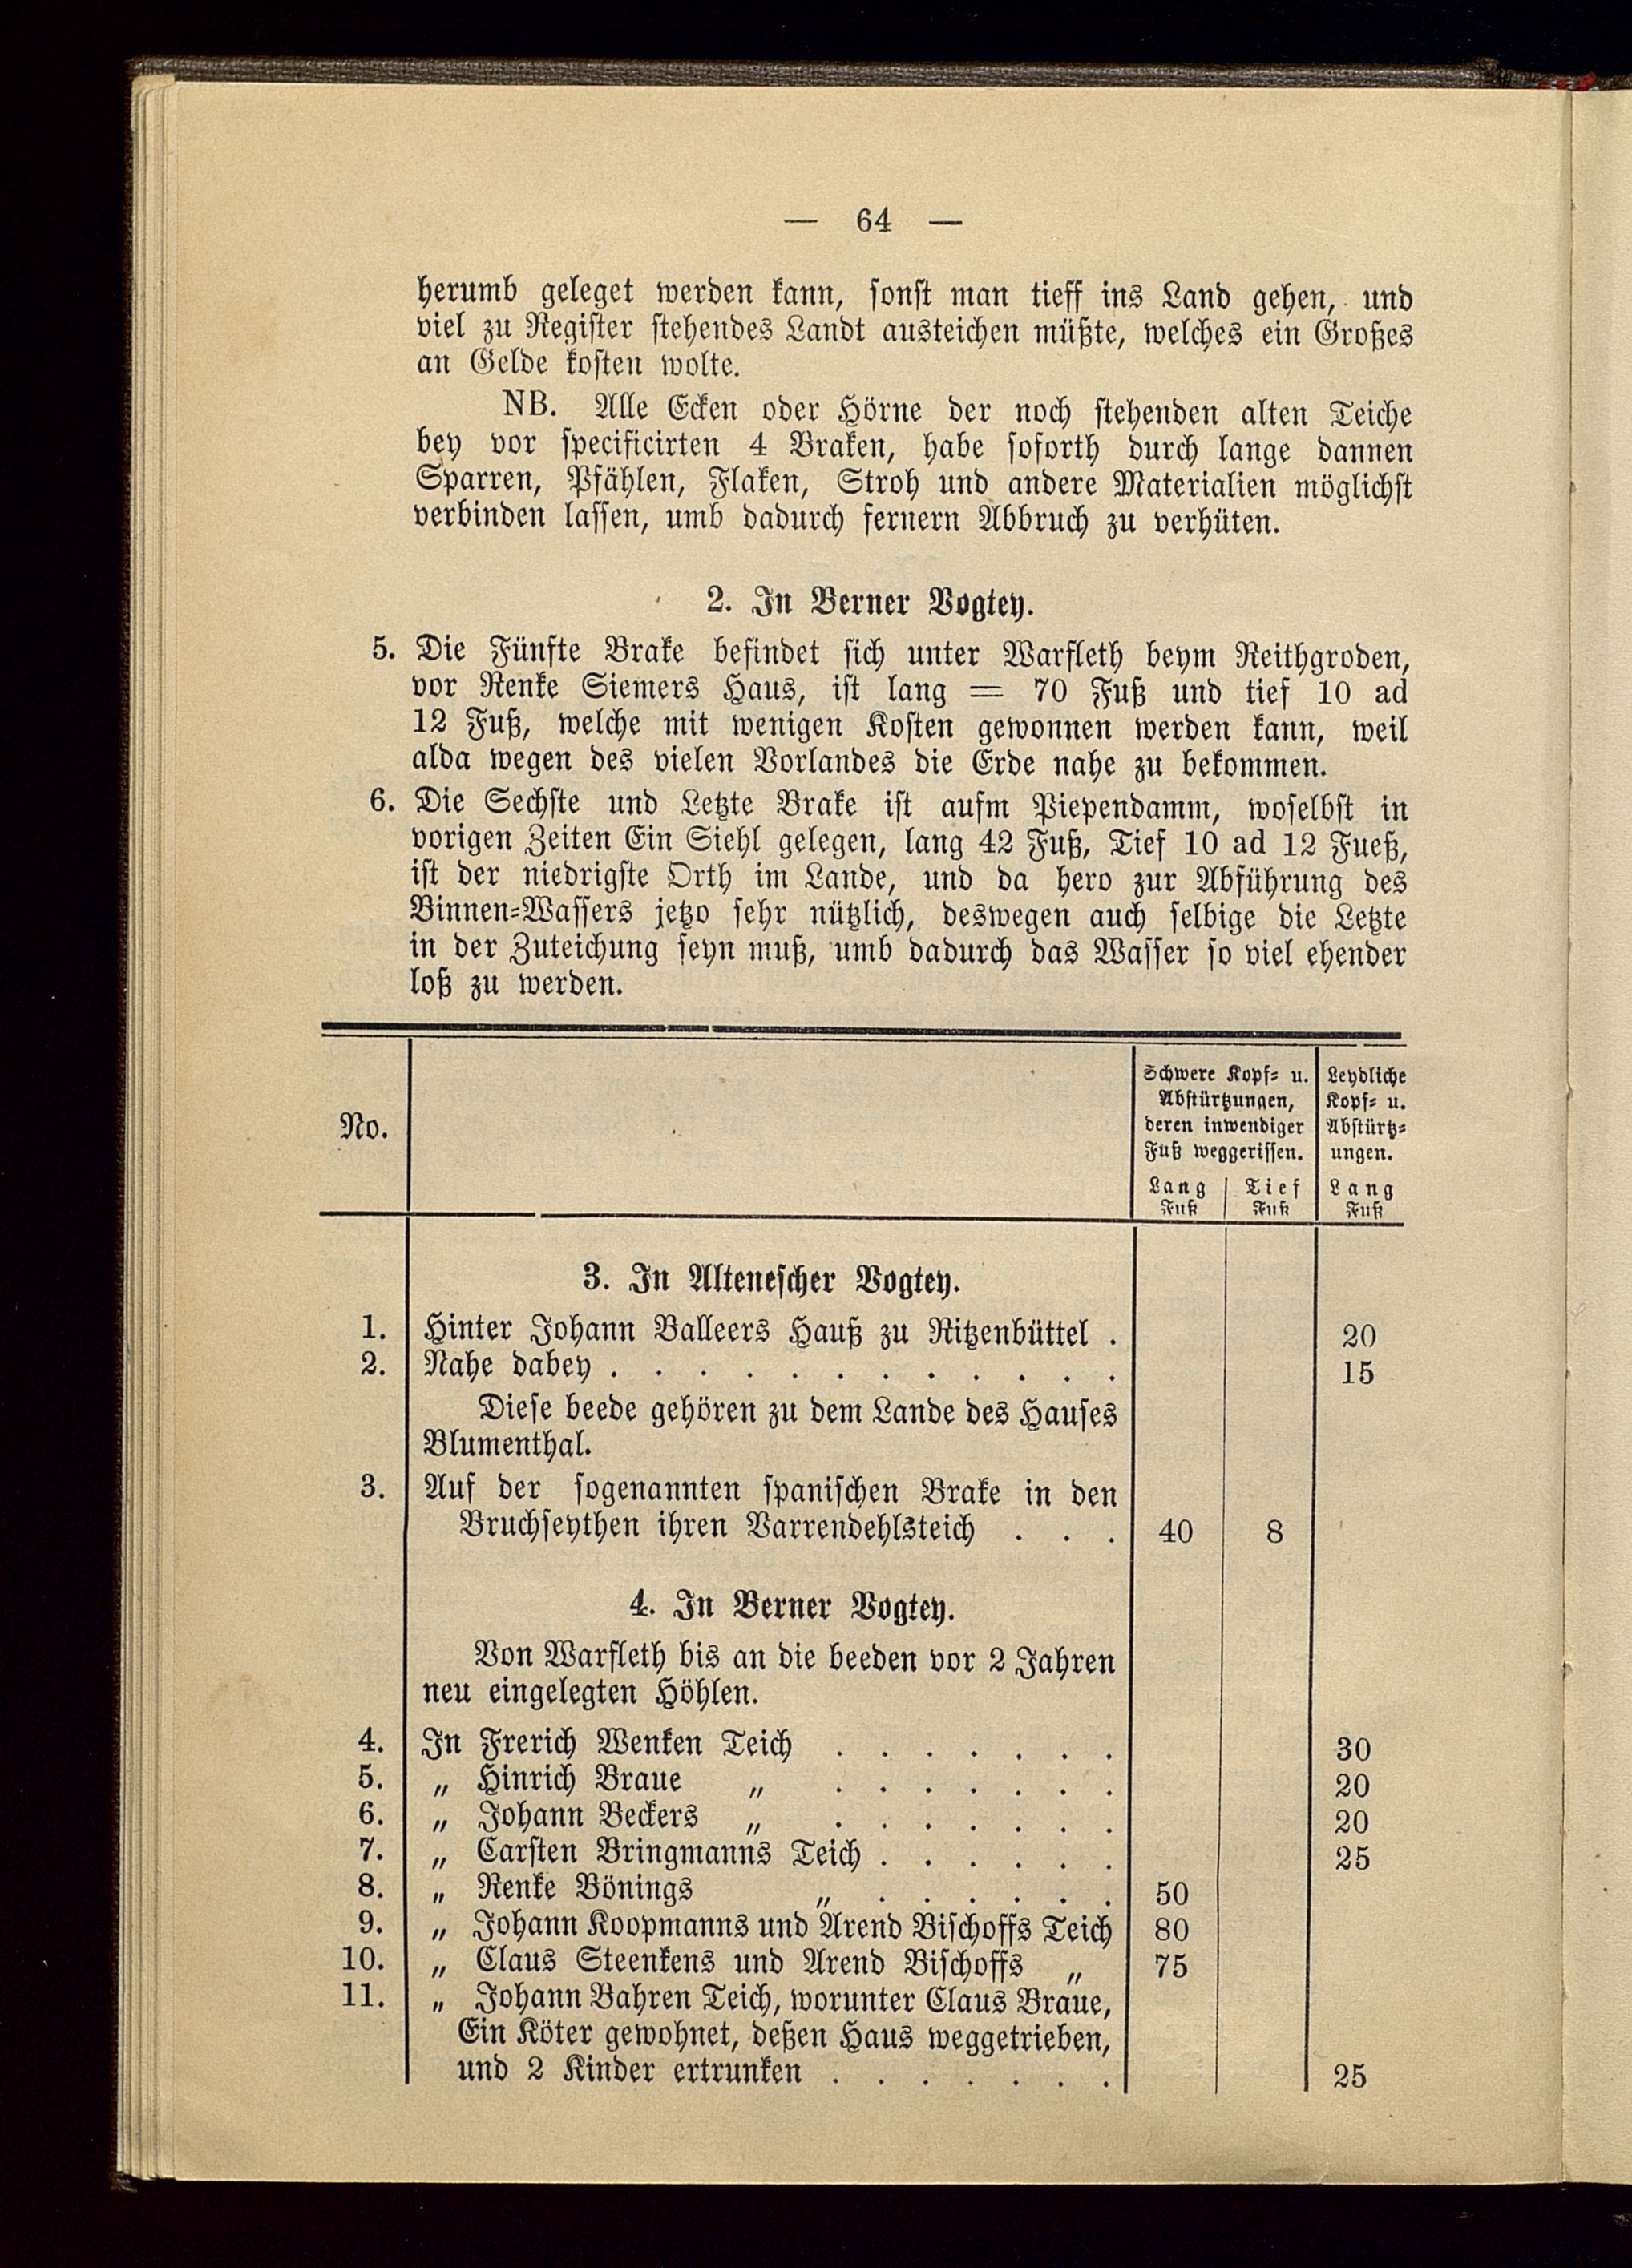 — 64 —
herumb geleget werden kann, sonst man tieff ins Land gehen, und
viel zu Register stehendes Landt austeichen müßte, welches ein Großes
an Gelde kosten wolte.
NB. Alle Ecken oder Hörne der noch stehenden alten Teiche
bey vor specificirten 4 Braken, habe soforth durch lange dannen
Sparren, Pfählen, Flaken, Stroh und andere Materialien möglichst
verbinden lassen, umb dadurch fernern Abbruch zu verhüten.
2. In Berner Vogtey.
5. Die Fünfte Brake befindet sich unter Warfleth beym Reithgroden,
vor Renke Siemers Haus, ist lang = 70 Fuß und tief 10 ad
12 Fuß, welche mit wenigen Kosten gewonnen werden kann, weil
alda wegen des vielen Vorlandes die Erde nahe zu bekommen.
6. Die Sechste und Letzte Brake ist aufm Piependamm, woselbst in
vorigen Zeiten Ein Siehl gelegen, lang 42 Fuß, Tief 10 ad 12 Fueß,
ist der niedrigste Orth im Lande, und da hero zur Abführung des
Binnen-Wassers jetzo sehr nützlich, deswegen auch selbige die Letzte
in der Zuteichung seyn muß, umb dadurch das Wasser so viel ehender
loß zu werden.
No.
Schwere Kopf- u.
Abstürtzungen,
deren inwendiger
Fuß weggerissen.
Lang Tief
Fuß Fuß
Leydliche
Kopf- u.
Abstürtz-
ungen.
Lang
Fuß
3. In Altenescher Vogtey.
1. Hinter Johann Balleers Hauß zu Ritzenbüttel . 20
2. Nahe dabey . . . . . . . . . . . . 15
Diese beede gehören zu dem Lande des Hauses
Blumenthal.
3. Auf der sogenannten spanischen Brake in den
Bruchseythen ihren Varrendehlsteich . . . 40 8
4. In Berner Vogtey.
Von Warfleth bis an die beeden vor 2 Jahren
neu eingelegten Höhlen.
4. In Frerich Wenken Teich . . . . . . . 30
5. „ Hinrich Braue „ . . . . . . . 20
6. „ Johann Beckers „ . . . . . . . 20
7. „ Carsten Bringmanns Teich . . . . . . 25
8. „ Renke Bönings „ . . . . . . 50
9. „ Johann Koopmanns und Arend Bischoffs Teich 80
10. „ Claus Steenkens und Arend Bischoffs „ 75
11. „ Johann Bahren Teich, worunter Claus Braue,
Ein Köter gewohnet, deßen Haus weggetrieben,
und 2 Kinder ertrunken . . . . . . . 25